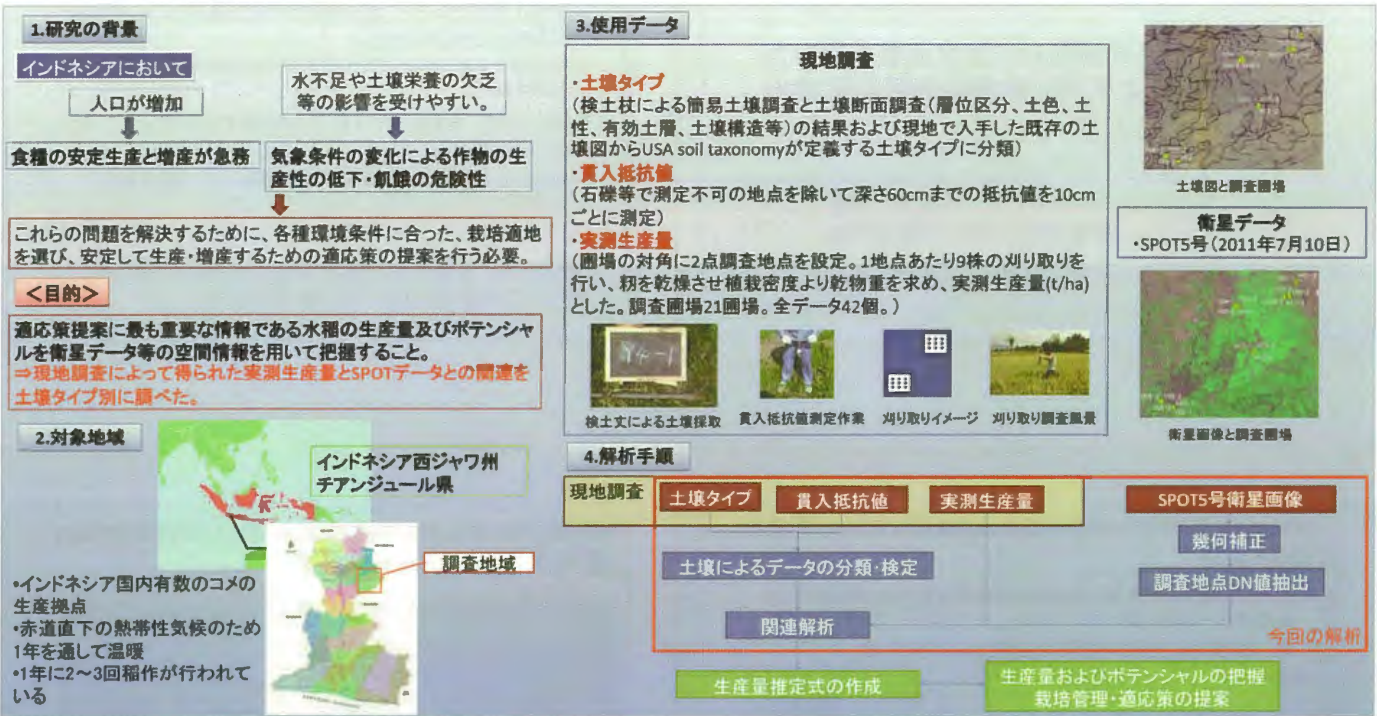 1.研究の背景
インドネシアにおいて
人口が増加
水不足や土壌栄養の欠乏
等の影響を受けやすい。
食糧の安定生産と増産が急務
気象条件の変化による作物の生
産性の低下・飢餓の危険性
これらの問題を解決するために、各種環境条件に合った、栽培適地
を選び、安定して生産・増産するための適応策の提案を行う必要。
＜目的＞
適応策提案に最も重要な情報である水稲の生産量及びポテンシャ
ルを衛星データ等の空間情報を用いて把握すること。
⇒現地調査によって得られた実測生産量とSPOTデータとの関連を
土壌タイプ別に調べた。
2.対象地域
インドネシア西ジャワ州
チアンジュール県
調査地域
・インドネシア国内有数のコメの
生産拠点
・赤道直下の熱帯性気候のため
1年を通して温暖
・1年に2～3回稲作が行われて
いる
3.使用データ
現地調査
・土壌タイプ
（検土杖による簡易土壌調査と土壌断面調査（層位区分、土色、土
性、有効土層、土壌構造等）の結果および現地で入手した既存の土
壌図からUSA soil taxonomyが定義する土壌タイプに分類）
・貫入抵抗値
（石礫等で測定不可の地点を除いて深さ60cmまでの抵抗値を10cm
ごとに測定）
・実測生産量
（圃場の対角に2点調査地点を設定。1地点あたり9株の刈り取りを
行い、籾を乾燥させ植栽密度より乾物重を求め、実測生産量(t/ha)
とした。調査圃場21圃場。全データ42個。）
検土丈による土壌採取
貫入抵抗値測定作業
刈り取りイメージ
刈り取り調査風景
土壌図と調査圃場
衛星データ
・SPOT5号（2011年7月10日）
衛星画像と調査圃場
4.解析手順
現地調査
土壌タイプ
貫入抵抗値
実測生産量
SPOT5号衛星画像
幾何補正
土壌によるデータの分類・検定
調査地点DN値抽出
関連解析
今回の解析
生産量推定式の作成
生産量およびポテンシャルの把握
栽培管理・適応策の提案